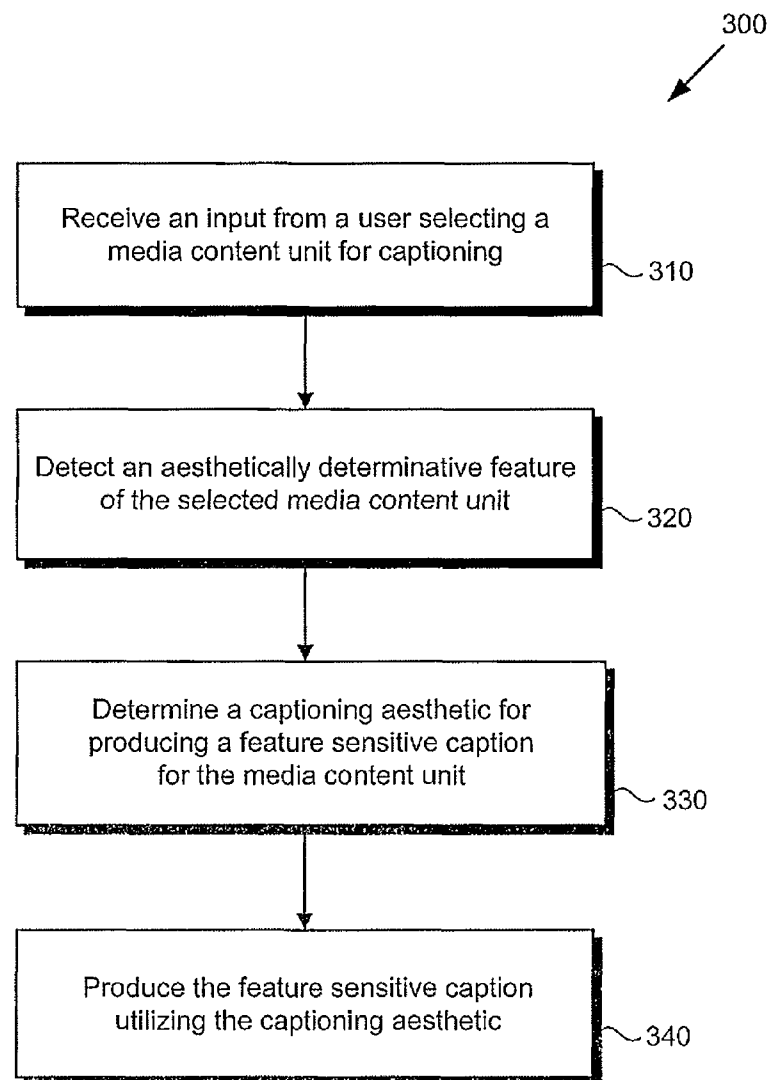 300
Receive an input from a user selecting a
media content unit for captioning
310
Detect an aesthetically determinative feature
of the selected media content unit
320
Determine a captioning aesthetic for
producing a feature sensitive caption
for the media content unit
330
Produce the feature sensitive caption
utilizing the captioning aesthetic
340